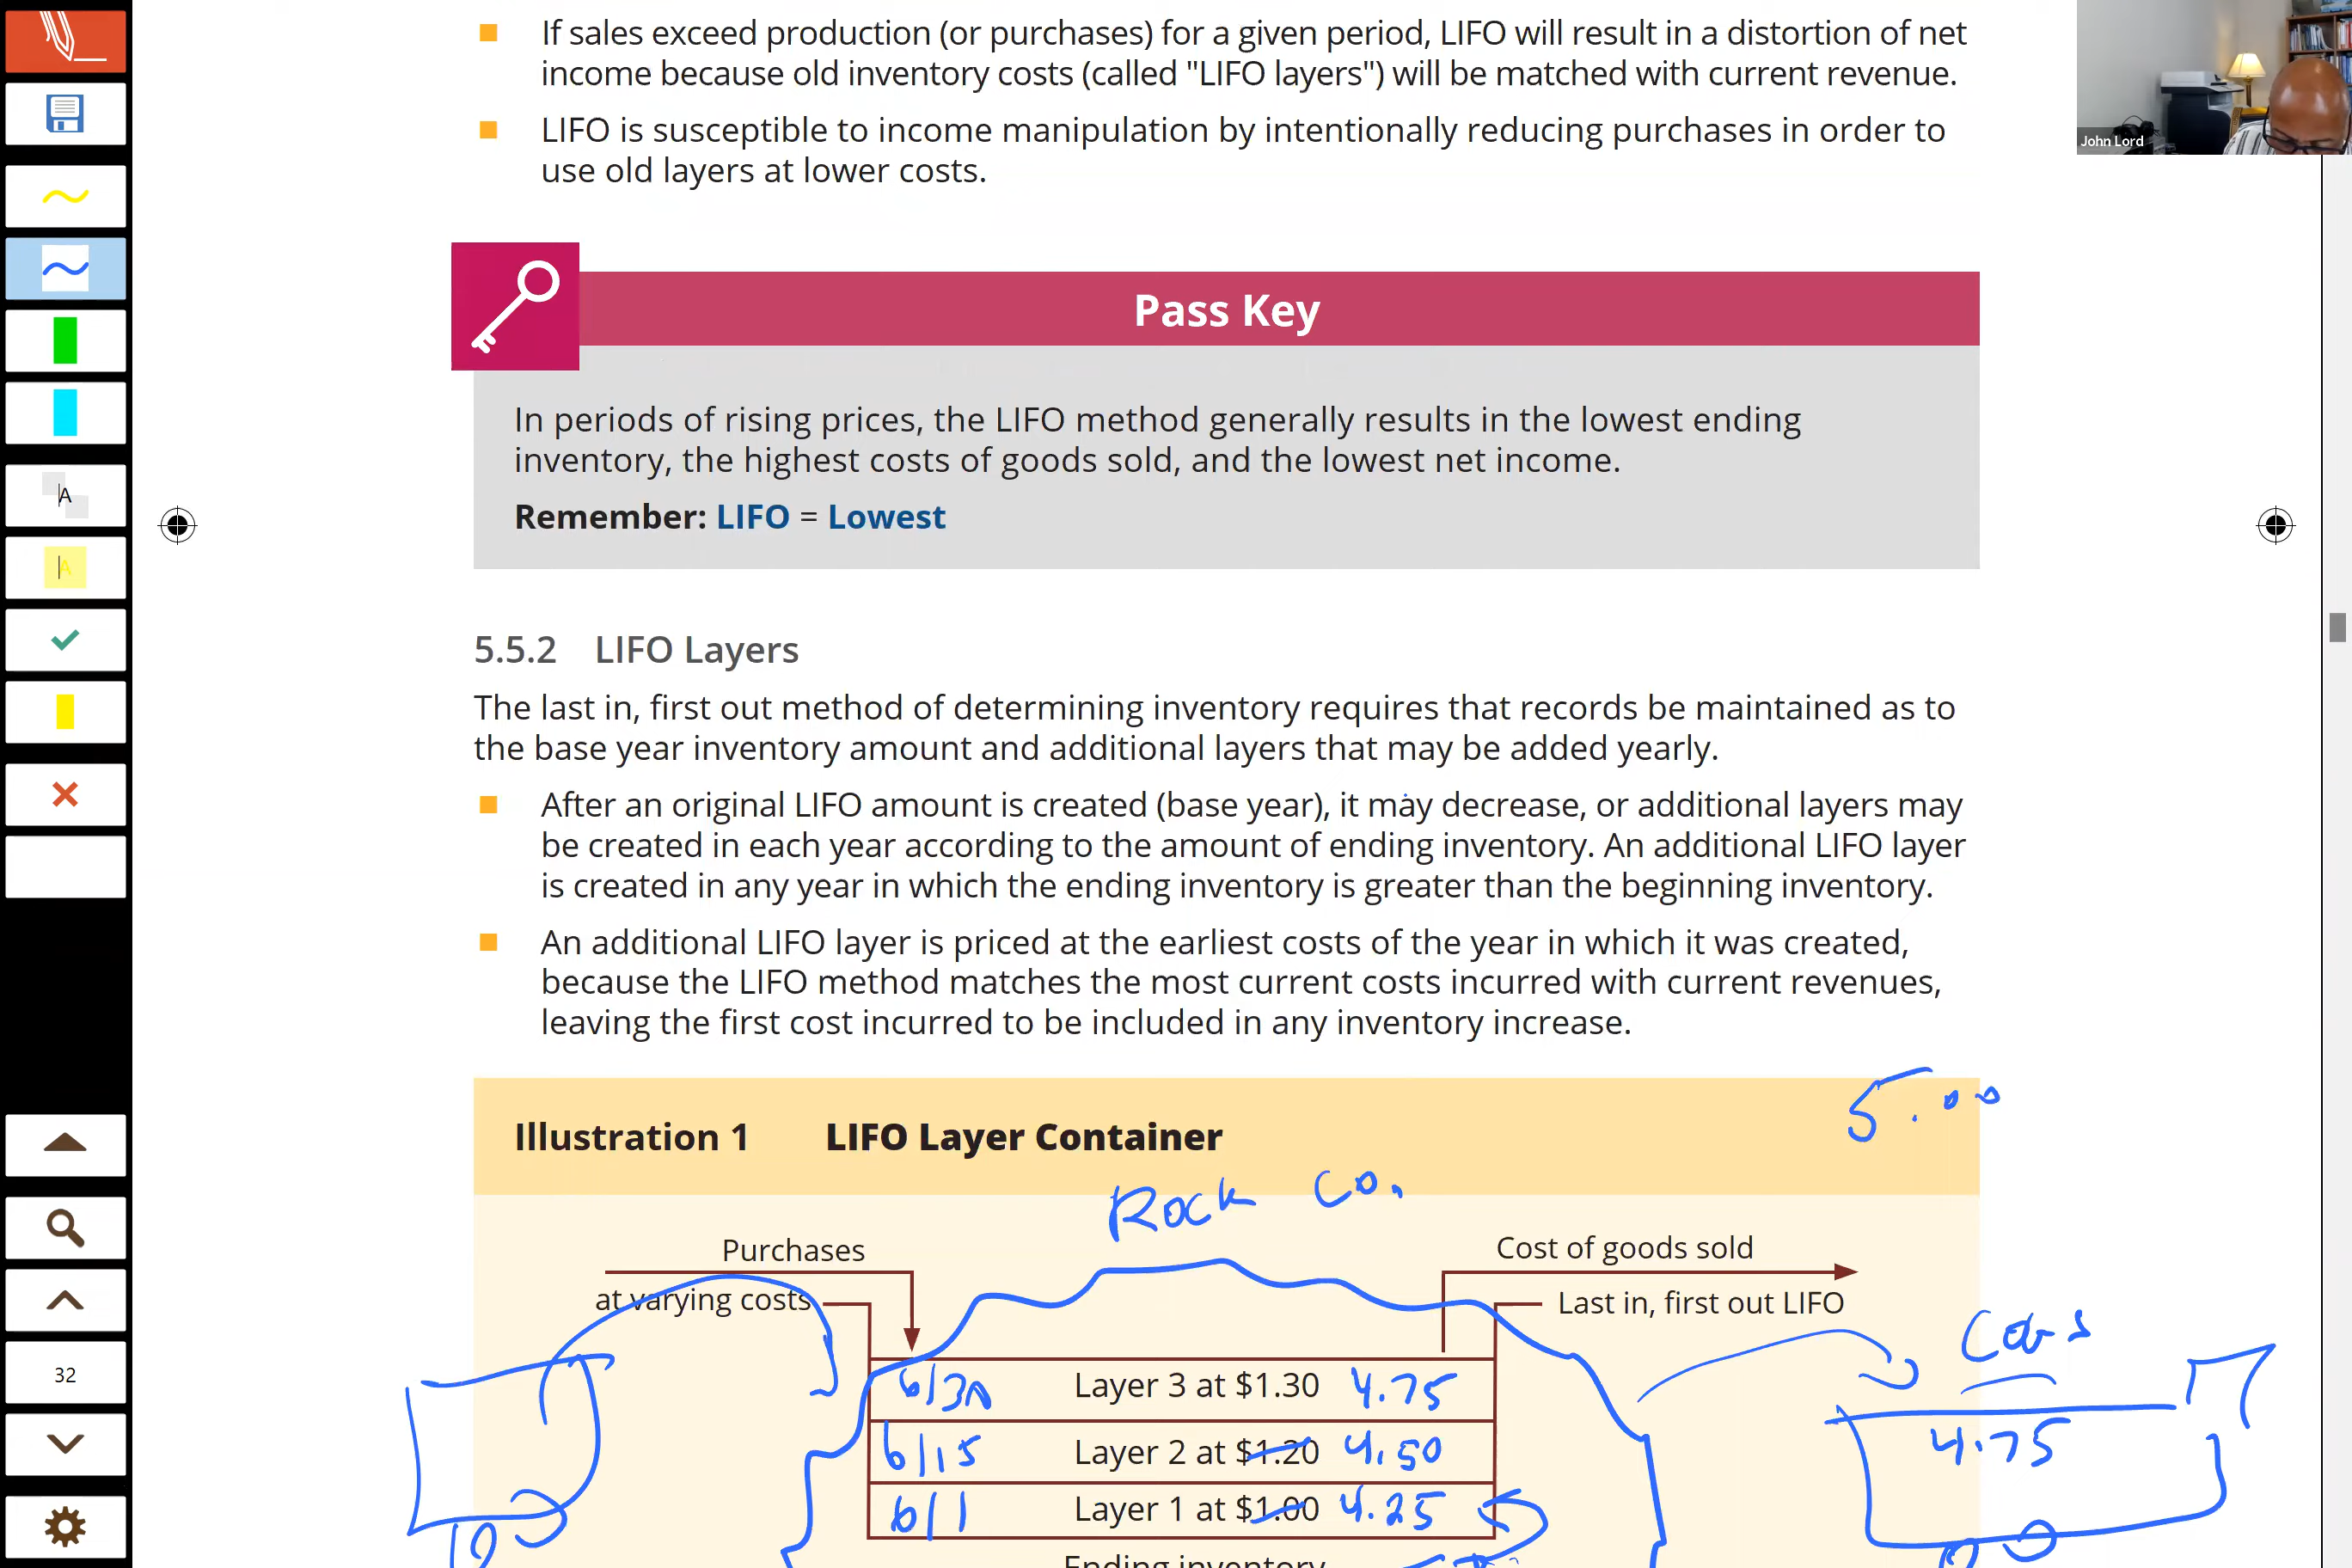 ■ If sales exceed production (or purchases) for a given period, LIFO will result in a distortion of net
income because old inventory costs (called "LIFO layers") will be matched with current revenue.
■ LIFO is susceptible to income manipulation by intentionally reducing purchases in order to
use old layers at lower costs.
John Lord
Pass Key
In periods of rising prices, the LIFO method generally results in the lowest ending
inventory, the highest costs of goods sold, and the lowest net income.
Remember: LIFO = Lowest
A
A
5.5.2 LIFO Layers
The last in, first out method of determining inventory requires that records be maintained as to
the base year inventory amount and additional layers that may be added yearly.
■ After an original LIFO amount is created (base year), it may decrease, or additional layers may
be created in each year according to the amount of ending inventory. An additional LIFO layer
is created in any year in which the ending inventory is greater than the beginning inventory.
■ An additional LIFO layer is priced at the earliest costs of the year in which it was created,
because the LIFO method matches the most current costs incurred with current revenues,
leaving the first cost incurred to be included in any inventory increase.
Illustration 1 LIFO Layer Container
5.00
Rock Co.
Purchases
at varying costs
Cost of goods sold
Last in, first out LIFO
COGS
6/30 Layer 3 at $1.30 4.75
4.75
6/15 Layer 2 at $1.20 4.50
6/1 Layer 1 at $1.00 4.25
Ending inventory
32